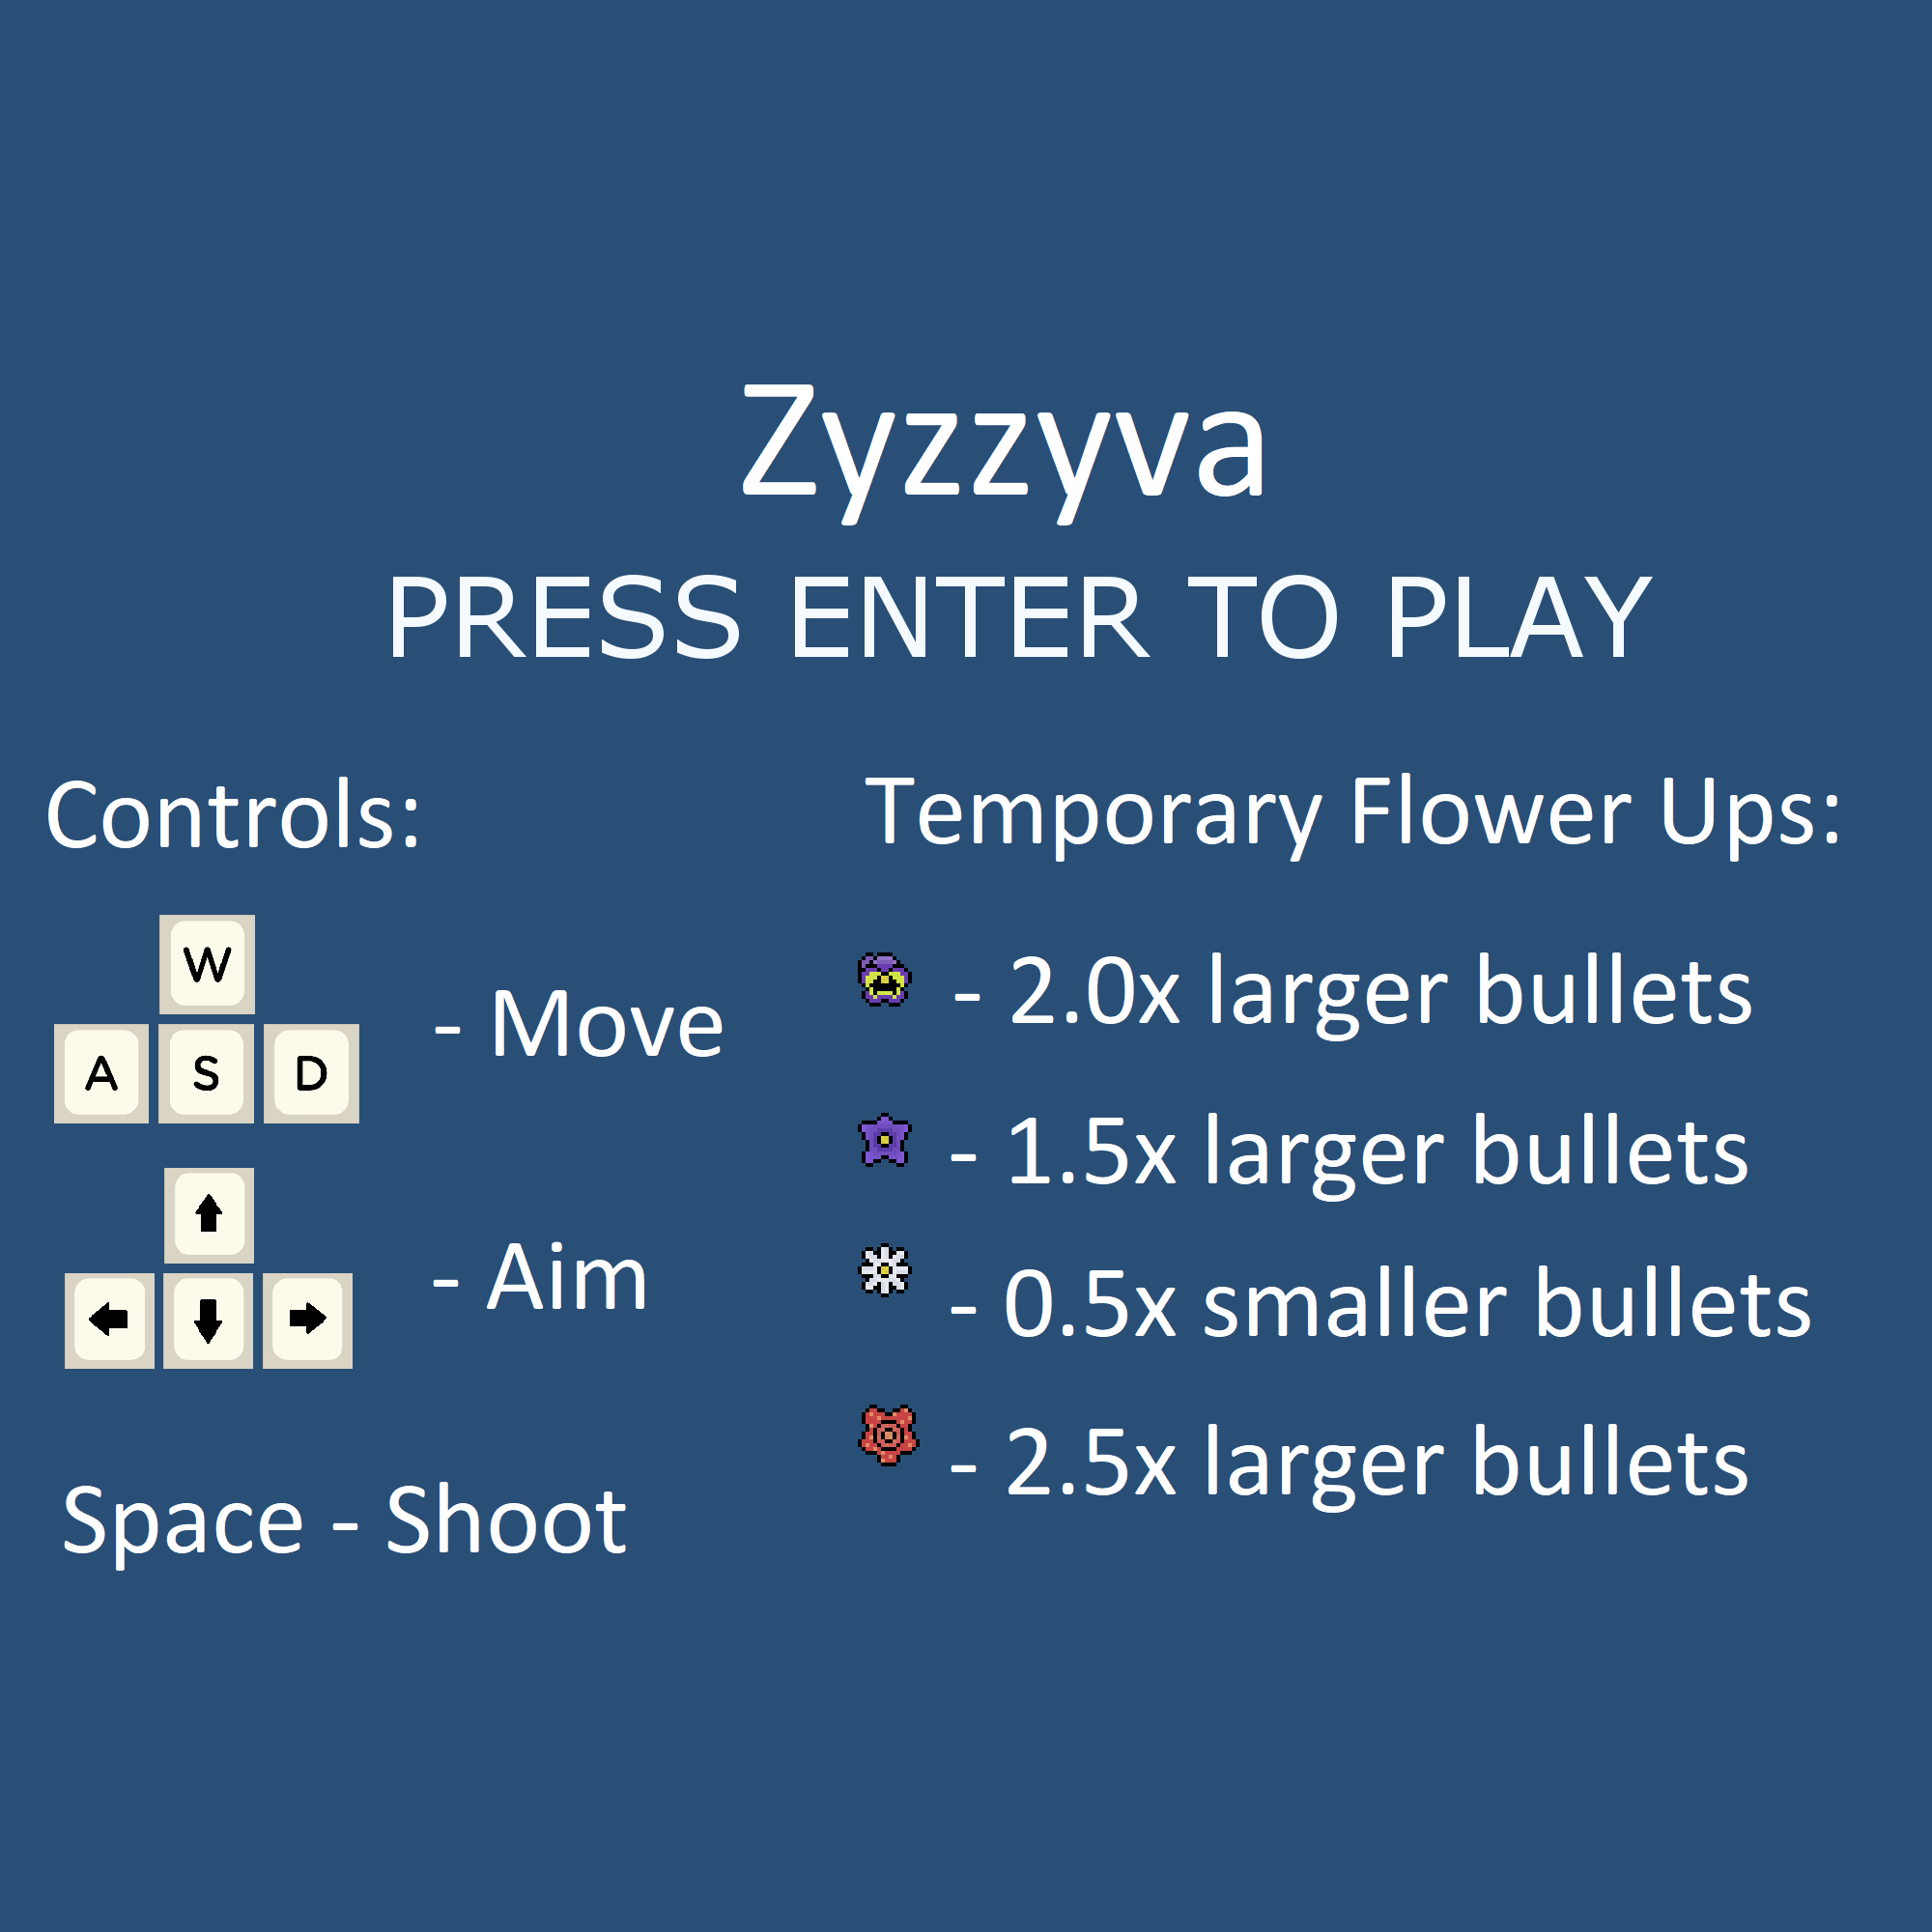 Zyzzyva
PRESS ENTER TO PLAY
Controls:
W
A S D
- Move
- Aim
Space - Shoot
Temporary Flower Ups:
- 2.0x larger bullets
- 1.5x larger bullets
- 0.5x smaller bullets
- 2.5x larger bullets